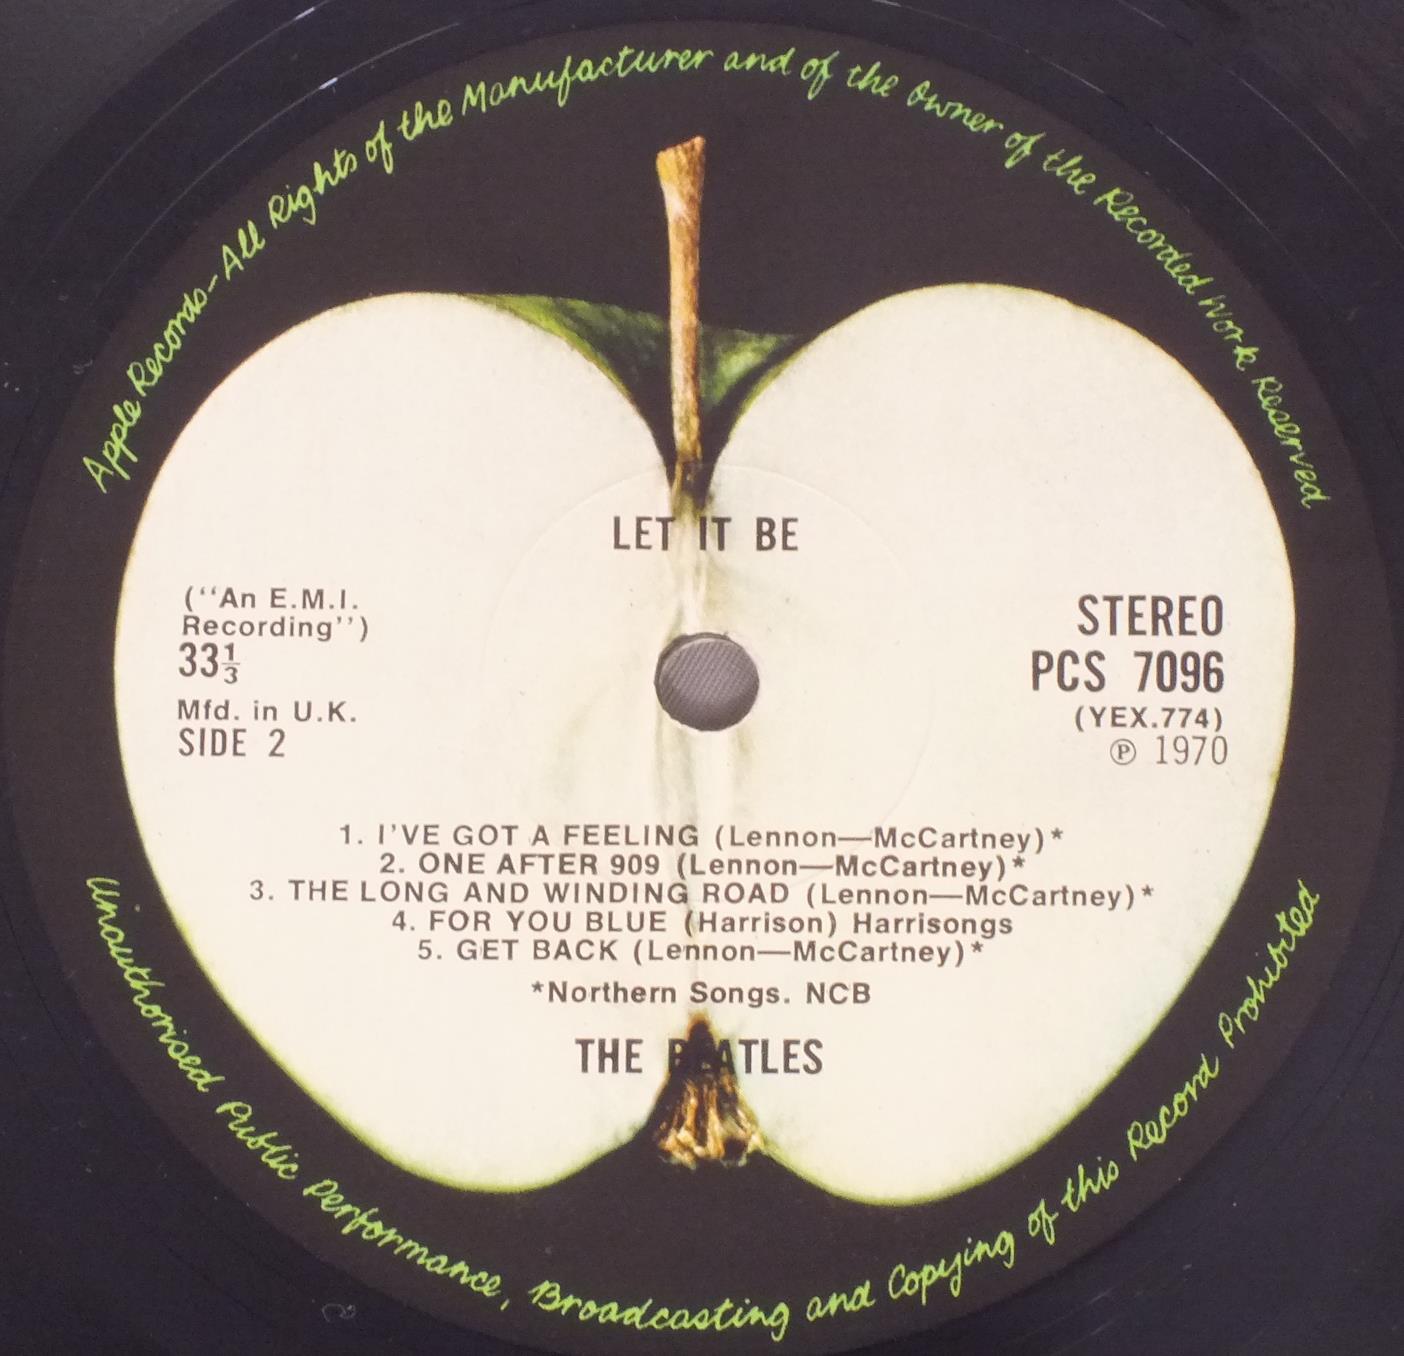 Apple Records-All Rights of the Manufacturer and of the Owner of the Recorded Work Reserved
LET IT BE
(‘‘An E.M.I.
Recording’’)
33⅓
Mfd. in U.K.
SIDE 2
STEREO
PCS 7096
(YEX.774)
℗ 1970
1. I’VE GOT A FEELING (Lennon—McCartney)*
2. ONE AFTER 909 (Lennon—McCartney)*
3. THE LONG AND WINDING ROAD (Lennon—McCartney)*
4. FOR YOU BLUE (Harrison) Harrisongs
5. GET BACK (Lennon—McCartney)*
*Northern Songs. NCB
THE BEATLES
Unauthorised Public Performance, Broadcasting and Copying of this Record Prohibited